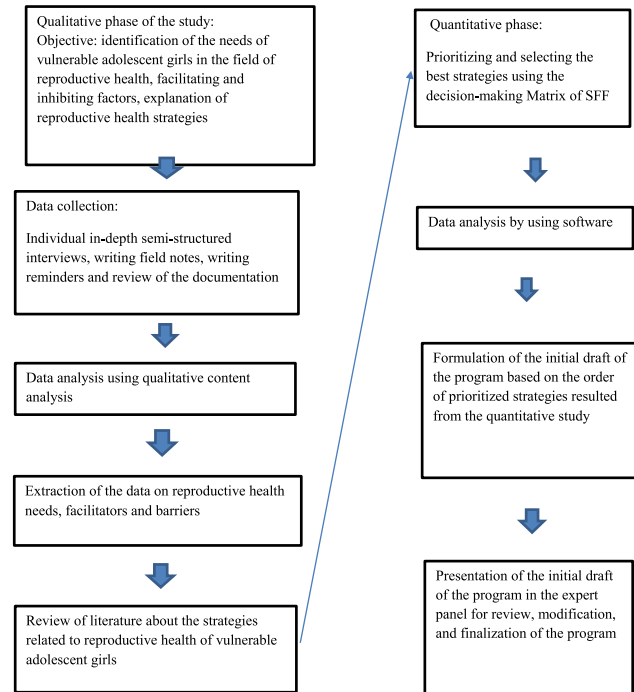 Qualitative phase of the study:
Objective: identification of the needs of
vulnerable adolescent girls in the field of
reproductive health, facilitating and
inhibiting factors, explanation of
reproductive health strategies
Data collection:
Individual in-depth semi-structured
interviews, writing field notes, writing
reminders and review of the documentation
Data analysis using qualitative content
analysis
Extraction of the data on reproductive health
needs, facilitators and barriers
Review of literature about the strategies
related to reproductive health of vulnerable
adolescent girls
Quantitative phase:
Prioritizing and selecting the
best strategies using the
decision-making Matrix of SFF
Data analysis by using software
Formulation of the initial draft of
the program based on the order
of prioritized strategies resulted
from the quantitative study
Presentation of the initial draft
of the program in the expert
panel for review, modification,
and finalization of the program